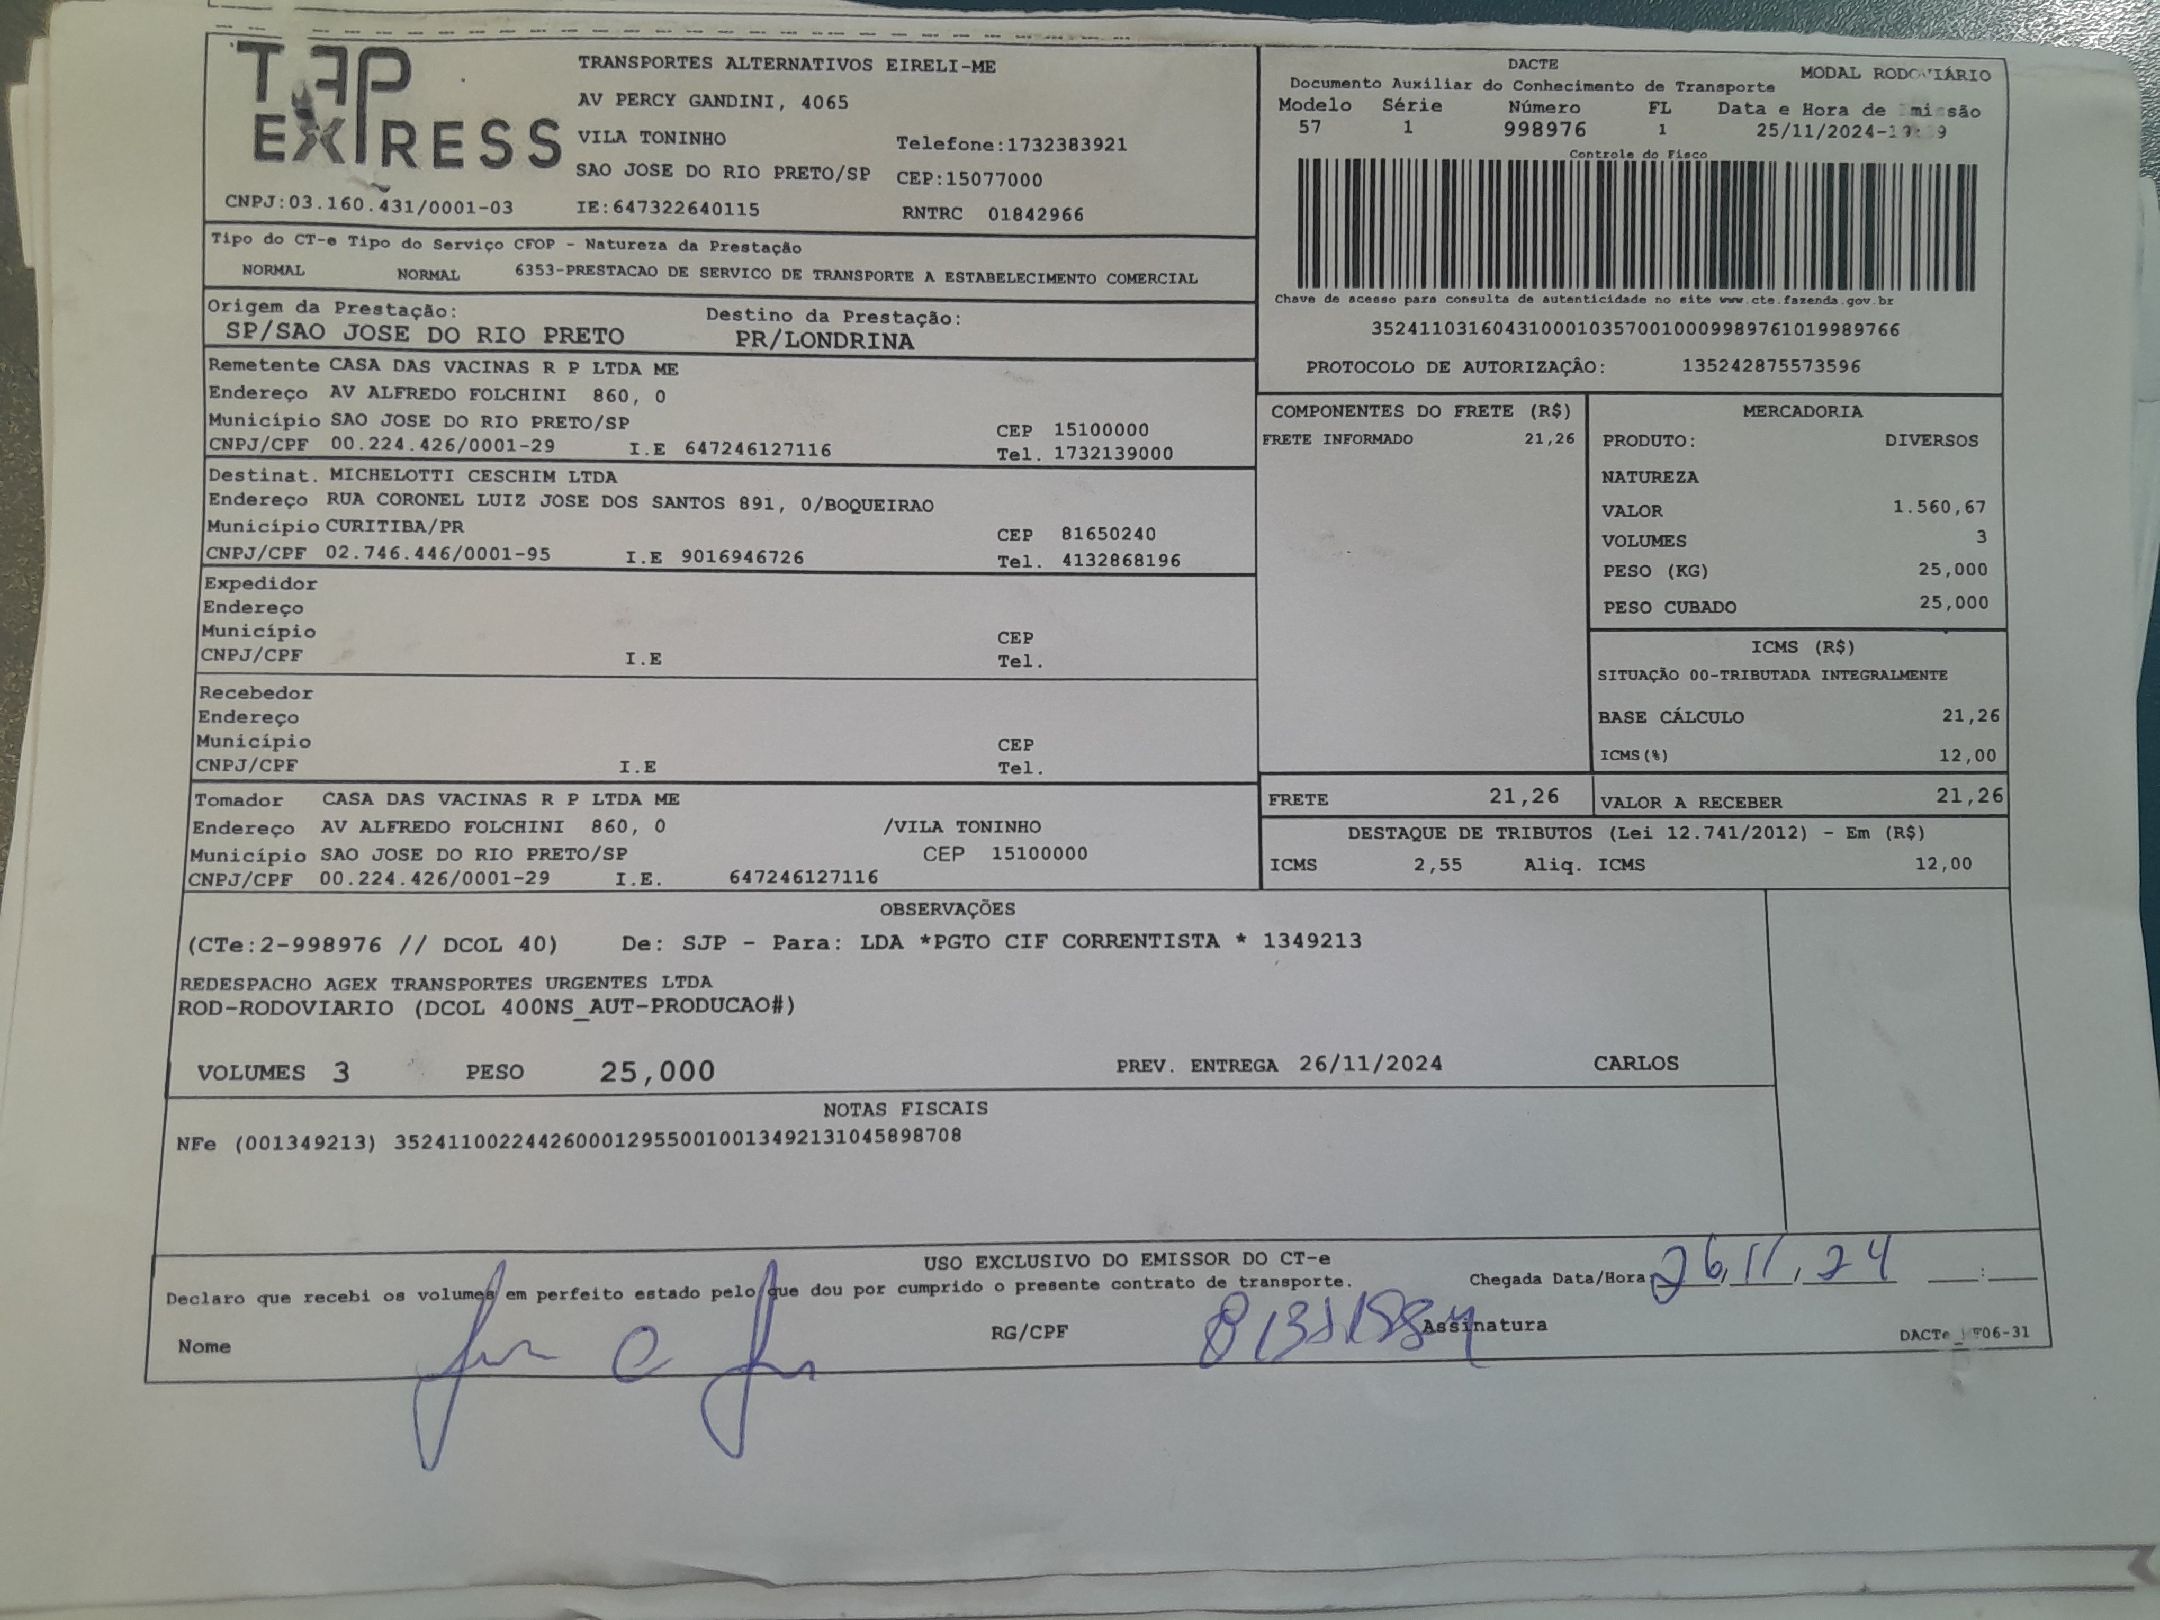 TRANSPORTES ALTERNATIVOS EIRELI-ME
AV PERCY GANDINI, 4065
VILA TONINHO Telefone:1732383921
SAO JOSE DO RIO PRETO/SP CEP:15077000
EXPRESS
CNPJ:03.160.431/0001-03 IE:647322640115 RNTRC 01842966
DACTE MODAL RODOVIÁRIO
Documento Auxiliar do Conhecimento de Transporte
Modelo Série Número FL Data e Hora de Emissão
57 1 998976 1 25/11/2024
Controle do Fisco
Chave de acesso para consulta de autenticidade no site www.cte.fazenda.gov.br
35241103160431000103570010009989761019989766
PROTOCOLO DE AUTORIZAÇÂO: 135242875573596
Tipo do CT-e Tipo do Serviço CFOP - Natureza da Prestação
NORMAL NORMAL 6353-PRESTACAO DE SERVICO DE TRANSPORTE A ESTABELECIMENTO COMERCIAL
Origem da Prestação: Destino da Prestação:
SP/SAO JOSE DO RIO PRETO PR/LONDRINA
Remetente CASA DAS VACINAS R P LTDA ME
Endereço AV ALFREDO FOLCHINI 860, 0
Município SAO JOSE DO RIO PRETO/SP CEP 15100000
CNPJ/CPF 00.224.426/0001-29 I.E 647246127116 Tel. 1732139000
Destinat. MICHELOTTI CESCHIM LTDA
Endereço RUA CORONEL LUIZ JOSE DOS SANTOS 891, 0/BOQUEIRAO
Município CURITIBA/PR CEP 81650240
CNPJ/CPF 02.746.446/0001-95 I.E 9016946726 Tel. 4132868196
Expedidor
Endereço
Município CEP
CNPJ/CPF I.E Tel.
Recebedor
Endereço
Município CEP
CNPJ/CPF I.E Tel.
Tomador CASA DAS VACINAS R P LTDA ME
Endereço AV ALFREDO FOLCHINI 860, 0 /VILA TONINHO
Município SAO JOSE DO RIO PRETO/SP CEP 15100000
CNPJ/CPF 00.224.426/0001-29 I.E. 647246127116
COMPONENTES DO FRETE (R$)
FRETE INFORMADO 21,26
MERCADORIA
PRODUTO: DIVERSOS
NATUREZA
VALOR 1.560,67
VOLUMES 3
PESO (KG) 25,000
PESO CUBADO 25,000
ICMS (R$)
SITUAÇÃO 00-TRIBUTADA INTEGRALMENTE
BASE CÁLCULO 21,26
ICMS(%) 12,00
FRETE 21,26 VALOR A RECEBER 21,26
DESTAQUE DE TRIBUTOS (Lei 12.741/2012) - Em (R$)
ICMS 2,55 Aliq. ICMS 12,00
OBSERVAÇÕES
(CTe:2-998976 // DCOL 40) De: SJP - Para: LDA *PGTO CIF CORRENTISTA * 1349213
REDESPACHO AGEX TRANSPORTES URGENTES LTDA
ROD-RODOVIARIO (DCOL 400NS_AUT-PRODUCAO#)
VOLUMES 3 PESO 25,000 PREV. ENTREGA 26/11/2024 CARLOS
NOTAS FISCAIS
NFe (001349213) 35241100224426000129550010013492131045898708
USO EXCLUSIVO DO EMISSOR DO CT-e
Declaro que recebi os volumes em perfeito estado pelo que dou por cumprido o presente contrato de transporte. Chegada Data/Hora 26, 11, 24 :
Nome RG/CPF Assinatura